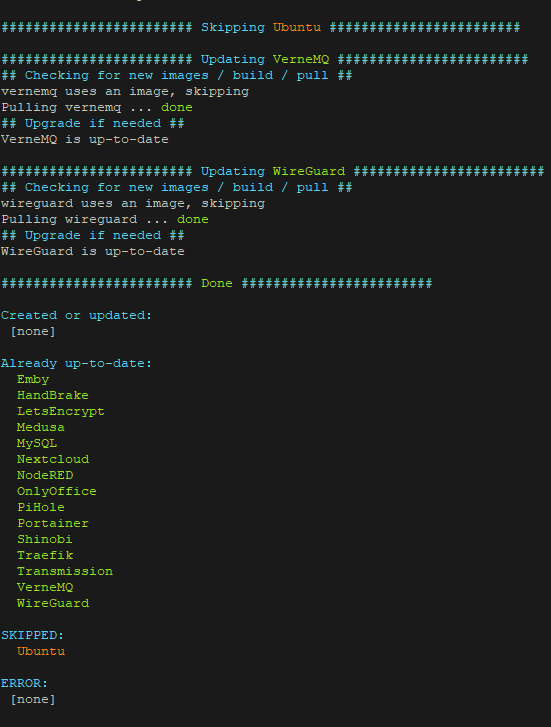 ######################## Skipping Ubuntu ########################
######################## Updating VerneMQ ########################
## Checking for new images / build / pull ##
vernemq uses an image, skipping
Pulling vernemq ... done
## Upgrade if needed ##
VerneMQ is up-to-date
######################## Updating WireGuard ########################
## Checking for new images / build / pull ##
wireguard uses an image, skipping
Pulling wireguard ... done
## Upgrade if needed ##
WireGuard is up-to-date
######################## Done ########################
Created or updated:
[none]
Already up-to-date:
Emby
HandBrake
LetsEncrypt
Medusa
MySQL
Nextcloud
NodeRED
OnlyOffice
PiHole
Portainer
Shinobi
Traefik
Transmission
VerneMQ
WireGuard
SKIPPED:
Ubuntu
ERROR:
[none]